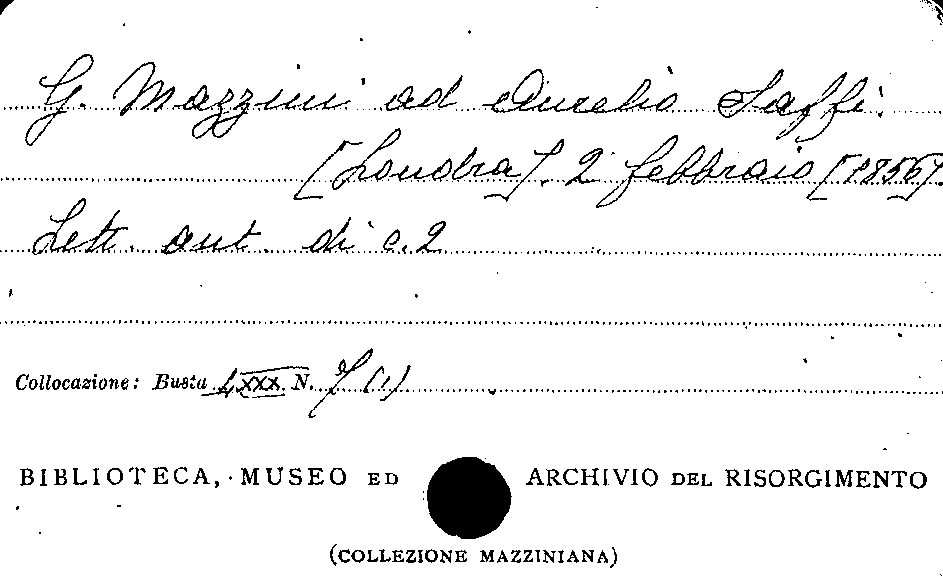 G. Mazzini ad Aurelio Saffi.
[Londra], 2 febbraio [1856].
Lett. aut. di c. 2
Collocazione: Busta LXXX N. (1)
BIBLIOTECA, MUSEO ED ARCHIVIO DEL RISORGIMENTO
(COLLEZIONE MAZZINIANA)